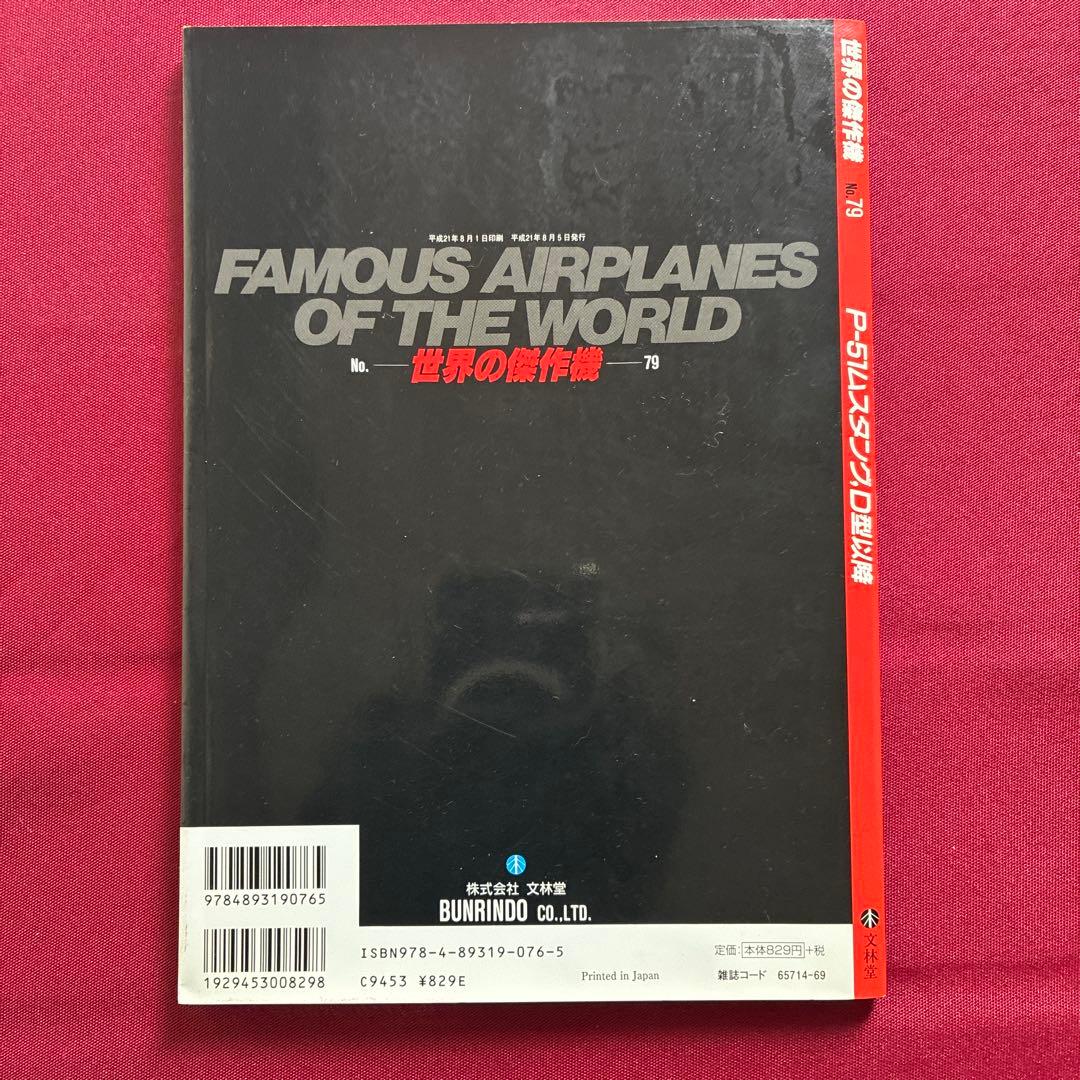 平成21年8月1日印刷 平成21年8月5日発行
FAMOUS AIRPLANES
OF THE WORLD
No. 世界の傑作機 79
株式会社 文林堂
BUNRINDO CO.,LTD.
9784893190765
1929453008298
ISBN978-4-89319-076-5
C9453 ¥829E
Printed in Japan
定価:本体829円+税
雑誌コード 65714-69
世界の傑作機 No.79 P-51ムスタング,D型以降 文林堂